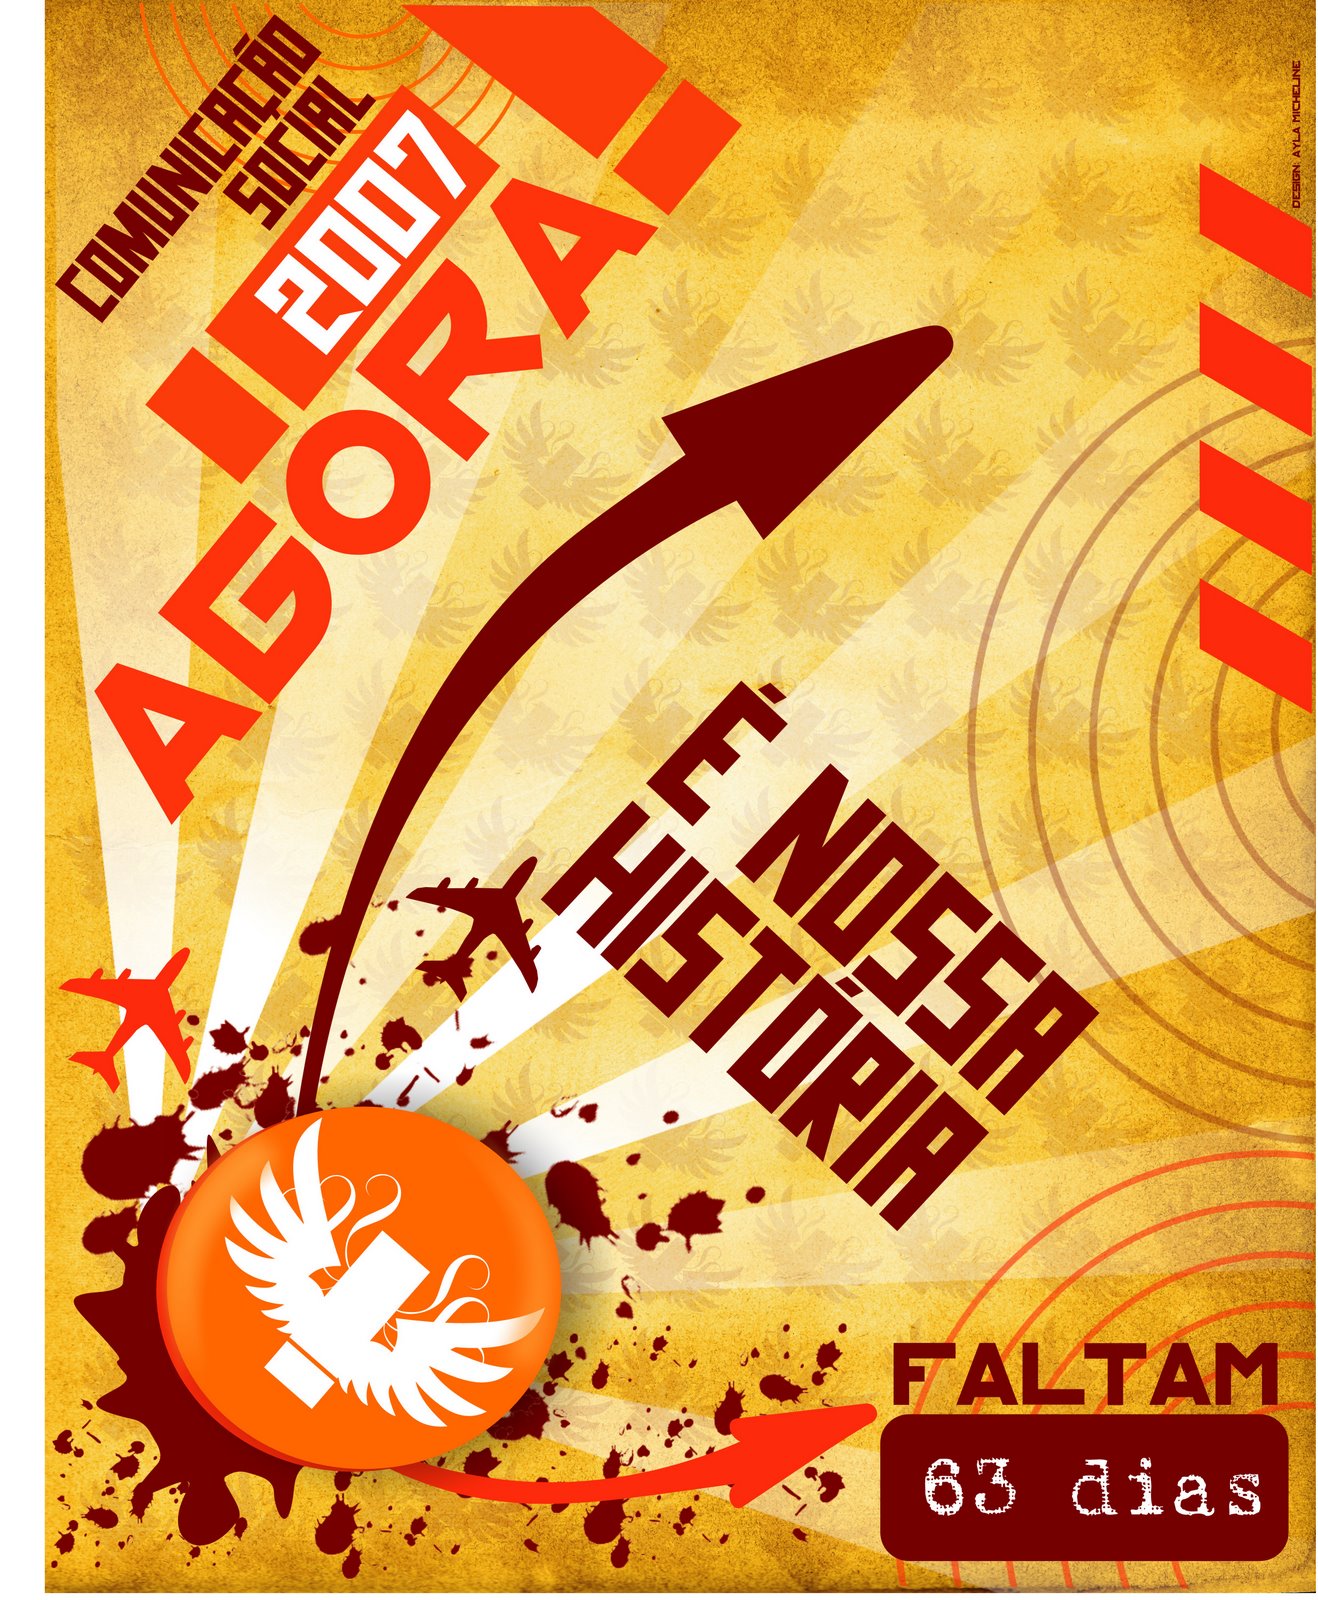 COMUNICAÇÃO
SOCIAL
2007
AGORA!
É NOSSA
HISTÓRIA
FALTAM
63 dias
DESIGN: AYLA MICHELINE